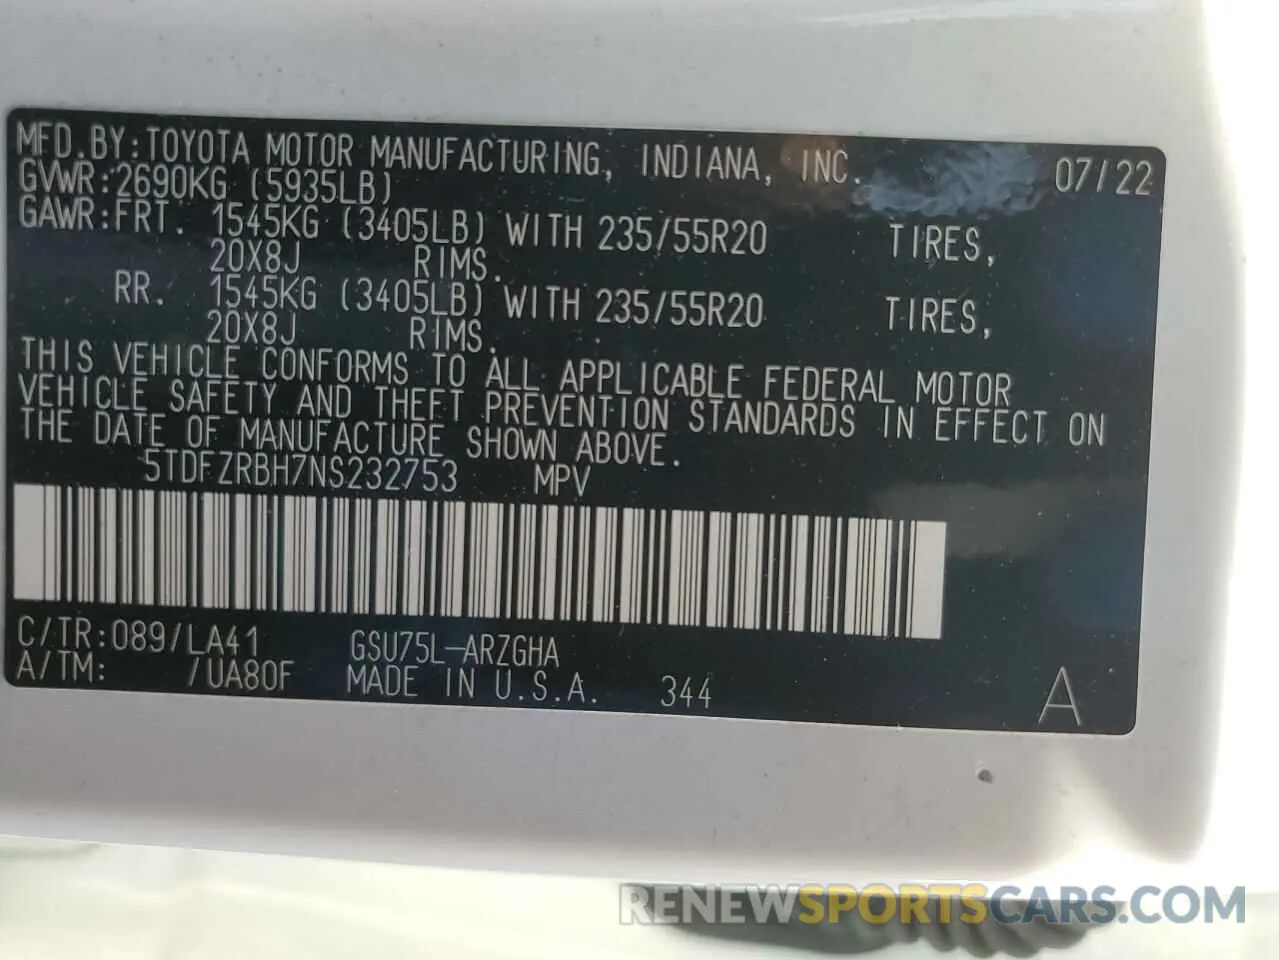 MFD.BY:TOYOTA MOTOR MANUFACTURING, INDIANA, INC. 07/22
GVWR:2690KG (5935LB)
GAWR:FRT. 1545KG (3405LB) WITH 235/55R20 TIRES,
20X8J RIMS.
RR. 1545KG (3405LB) WITH 235/55R20 TIRES,
20X8J RIMS.
THIS VEHICLE CONFORMS TO ALL APPLICABLE FEDERAL MOTOR
VEHICLE SAFETY AND THEFT PREVENTION STANDARDS IN EFFECT ON
THE DATE OF MANUFACTURE SHOWN ABOVE.
5TDFZRBH7NS232753 MPV
C/TR:089/LA41 GSU75L-ARZGHA
A/TM: /UA80F MADE IN U.S.A. 344 A
RENEWSPORTSCARS.COM